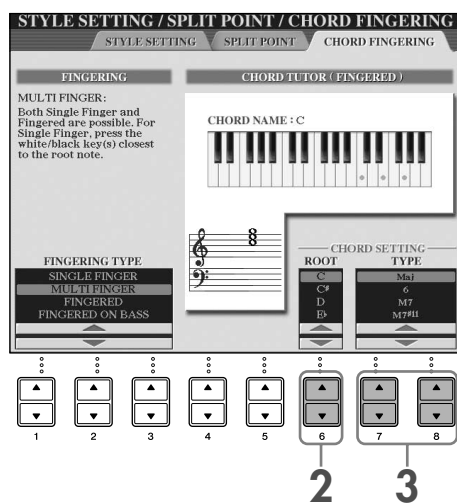 STYLE SETTING / SPLIT POINT / CHORD FINGERING
STYLE SETTING SPLIT POINT CHORD FINGERING
FINGERING
MULTI FINGER:
Both Single Finger and
Fingered are possible. For
Single Finger, press the
white/black key(s) closest
to the root note.
CHORD TUTOR ( FINGERED )
CHORD NAME : C
FINGERING TYPE
SINGLE FINGER
MULTI FINGER
FINGERED
FINGERED ON BASS
CHORD SETTING
ROOT TYPE
C Maj
C# 6
D M7
E♭ M7#11
1 2 3 4 5 6 7 8
2 3